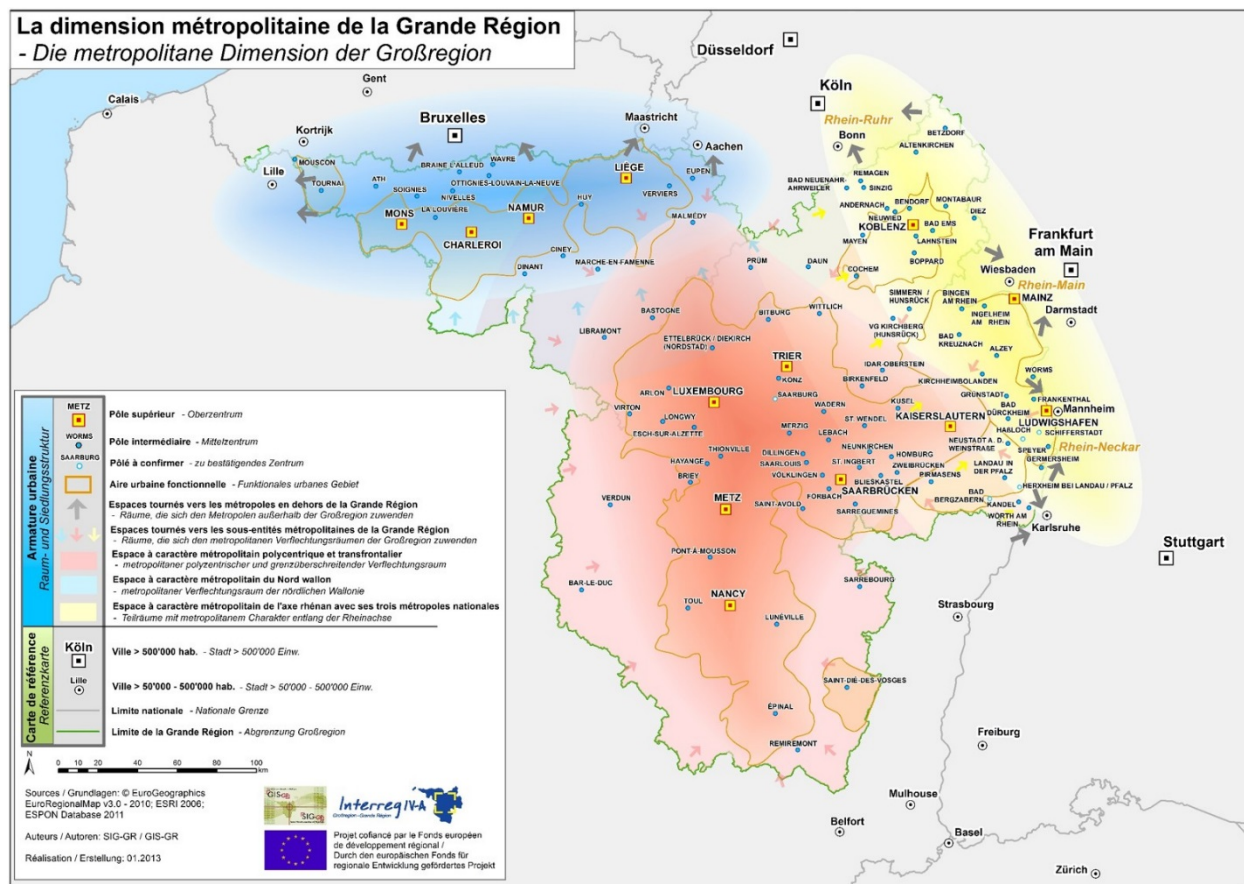 La dimension métropolitaine de la Grande Région
- Die metropolitane Dimension der Großregion
Düsseldorf
Köln
Rhein-Ruhr
Bonn
BETZDORF
ALTENKIRCHEN
Gent
Calais
Kortrijk
Bruxelles
Maastricht
Aachen
Lille
MOUSCON
TOURNAI
ATH
BRAINE L'ALLEUD
WAVRE
SOIGNIES
OTTIGNIES-LOUVAIN-LA-NEUVE
NIVELLES
LIÈGE
VERVIERS
EUPEN
MONS
LA LOUVIÈRE
NAMUR
HUY
CHARLEROI
MALMÉDY
CINEY
DINANT
MARCHE-EN-FAMENNE
BAD NEUENAHR-
AHRWEILER
REMAGEN
SINZIG
ANDERNACH
BENDORF
MONTABAUR
NEUWIED
DIEZ
KOBLENZ
BAD EMS
MAYEN
LAHNSTEIN
BOPPARD
COCHEM
PRÜM
DAUN
Frankfurt
am Main
Wiesbaden
Rhein-Main
MAINZ
Darmstadt
SIMMERN /
HUNSRÜCK
BINGEN
AM RHEIN
INGELHEIM
AM RHEIN
VG KIRCHBERG
(HUNSRÜCK)
BAD
KREUZNACH
ALZEY
LIBRAMONT
BASTOGNE
BITBURG
WITTLICH
ETTELBRÜCK / DIEKIRCH
(NORDSTAD)
TRIER
KONZ
SAARBURG
IDAR-OBERSTEIN
BIRKENFELD
KIRCHHEIMBOLANDEN
WORMS
GRÜNSTADT
FRANKENTHAL
Mannheim
BAD
DÜRCKHEIM
LUDWIGSHAFEN
HAßLOCH
SCHIFFERSTADT
Rhein-Neckar
ARLON
LUXEMBOURG
WADERN
KUSEL
KAISERSLAUTERN
VIRTON
LONGWY
ESCH-SUR-ALZETTE
MERZIG
ST. WENDEL
LEBACH
NEUSTADT A. D.
WEINSTRAßE
SPEYER
GERMERSHEIM
THIONVILLE
HAYANGE
BRIEY
DILLINGEN
SAARLOUIS
VÖLKLINGEN
NEUNKIRCHEN
HOMBURG
ST. INGBERT
ZWEIBRÜCKEN
BLIESKASTEL
PIRMASENS
LANDAU IN
DER PFALZ
HERXHEIM BEI LANDAU / PFALZ
BAD
BERGZABERN
KANDEL
WÖRTH AM
RHEIN
Karlsruhe
VERDUN
METZ
SAINT-AVOLD
FORBACH
SAARBRÜCKEN
SARREGUEMINES
Stuttgart
PONT-A-MOUSSON
BAR-LE-DUC
SARREBOURG
TOUL
NANCY
LUNÉVILLE
Strasbourg
SAINT-DIÉ-DES-VOSGES
ÉPINAL
REMIREMONT
Freiburg
Mulhouse
Belfort
Basel
Zürich
Armature urbaine
Raum- und Siedlungsstruktur
METZ
Pôle supérieur - Oberzentrum
WORMS
Pôle intermédiaire - Mittelzentrum
SAARBURG
Pôlé à confirmer - zu bestätigendes Zentrum
Aire urbaine fonctionnelle - Funktionales urbanes Gebiet
Espaces tournés vers les métropoles en dehors de la Grande Région
- Räume, die sich den Metropolen außerhalb der Großregion zuwenden
Espaces tournés vers les sous-entités métropolitaines de la Grande Région
- Räume, die sich den metropolitanen Verflechtungsräumen der Großregion zuwenden
Espace à caractère métropolitain polycentrique et transfrontalier
- metropolitaner polyzentrischer und grenzüberschreitender Verflechtungsraum
Espace à caractère métropolitain du Nord wallon
- metropolitaner Verflechtungsraum der nördlichen Wallonie
Espace à caractère métropolitain de l'axe rhénan avec ses trois métropoles nationales
- Teilräume mit metropolitanem Charakter entlang der Rheinachse
Carte de référence
Referenzkarte
Köln
Ville > 500'000 hab. - Stadt > 500'000 Einw.
Lille
Ville > 50'000 - 500'000 hab. - Stadt > 50'000 - 500'000 Einw.
Limite nationale - Nationale Grenze
Limite de la Grande Région - Abgrenzung Großregion
N
0 10 20 40 60 80 100
km
Sources / Grundlagen: © EuroGeographics
EuroRegionalMap v3.0 - 2010; ESRI 2006;
ESPON Database 2011
Auteurs / Autoren: SIG-GR / GIS-GR
Réalisation / Erstellung: 01.2013
GIS-GR
SIG-GR
Interreg IV-A
Großregion - Grande Région
Projet cofiancé par le Fonds européen
de développement régional /
Durch den europäischen Fonds für
regionale Entwicklung gefördertes Projekt